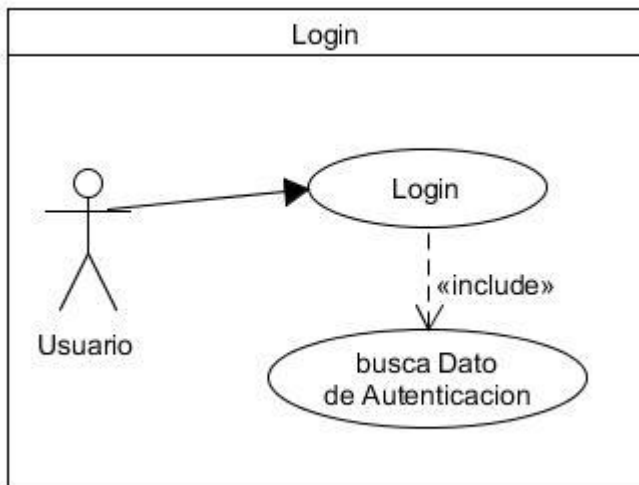 Login
Login
«include»
Usuario
busca Dato
de Autenticacion